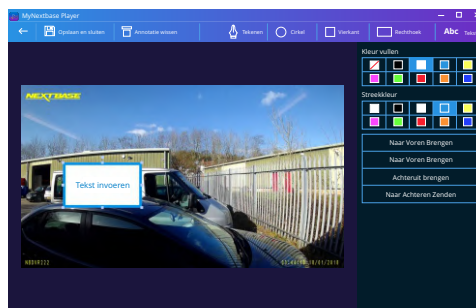 MyNextbase Player
Opslaan en sluiten
Annotatie wissen
Tekenen
Cirkel
Vierkant
Rechthoek
Abc
Kleur vullen
NEXTBASE
Streekkleur
Naar Voren Brengen
Naar Voren Brengen
Tekst invoeren
Achteruit brengen
Naar Achteren Zenden